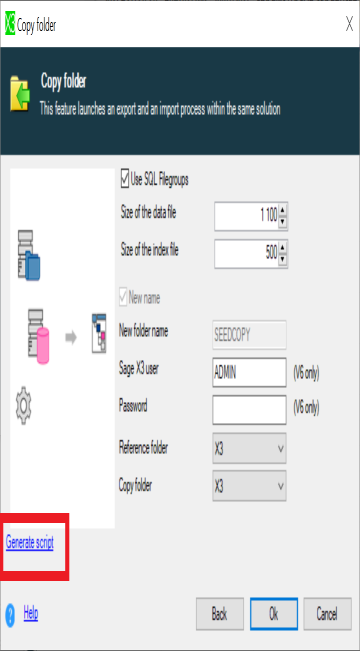 X3 Copy folder X
Copy folder
This feature launches an export and an import process within the same solution
Use SQL Filegroups
Size of the data file 1 100
Size of the index file 500
New name
New folder name SEEDCOPY
Sage X3 user ADMIN (V6 only)
Password (V6 only)
Reference folder X3
Copy folder X3
Generate script
? Help Back Ok Cancel